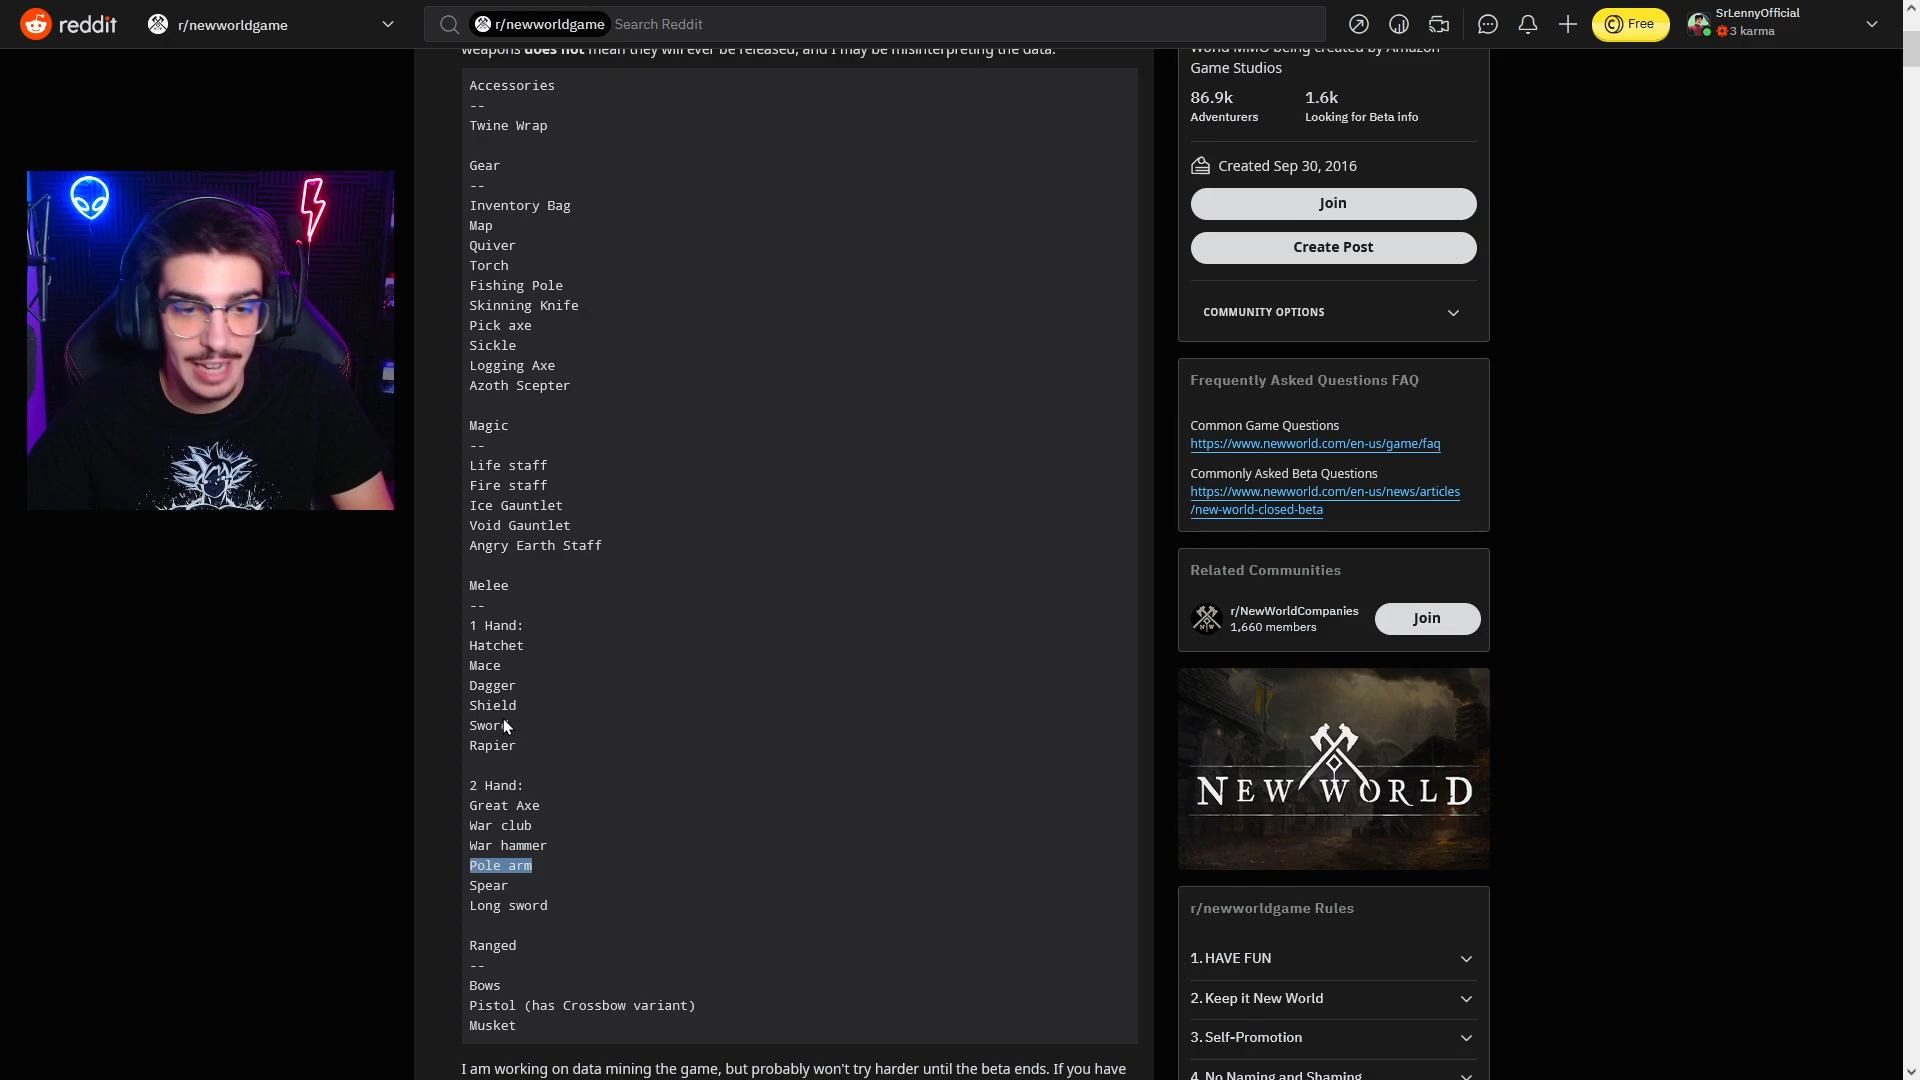 reddit
r/newworldgame
r/newworldgame Search Reddit
Free
SrLennyOfficial
3 karma
weapons does not mean they will ever be released, and I may be misinterpreting the data.
Accessories
--
Twine Wrap
Gear
--
Inventory Bag
Map
Quiver
Torch
Fishing Pole
Skinning Knife
Pick axe
Sickle
Logging Axe
Azoth Scepter
Magic
--
Life staff
Fire staff
Ice Gauntlet
Void Gauntlet
Angry Earth Staff
Melee
--
1 Hand:
Hatchet
Mace
Dagger
Shield
Sword
Rapier
2 Hand:
Great Axe
War club
War hammer
Pole arm
Spear
Long sword
Ranged
--
Bows
Pistol (has Crossbow variant)
Musket
I am working on data mining the game, but probably won't try harder until the beta ends. If you have
World MMO being created by Amazon
Game Studios
86.9k 1.6k
Adventurers Looking for Beta info
Created Sep 30, 2016
Join
Create Post
COMMUNITY OPTIONS
Frequently Asked Questions FAQ
Common Game Questions
https://www.newworld.com/en-us/game/faq
Commonly Asked Beta Questions
https://www.newworld.com/en-us/news/articles
/new-world-closed-beta
Related Communities
r/NewWorldCompanies
1,660 members
Join
NEW WORLD
r/newworldgame Rules
1. HAVE FUN
2. Keep it New World
3. Self-Promotion
4. No Naming and Shaming